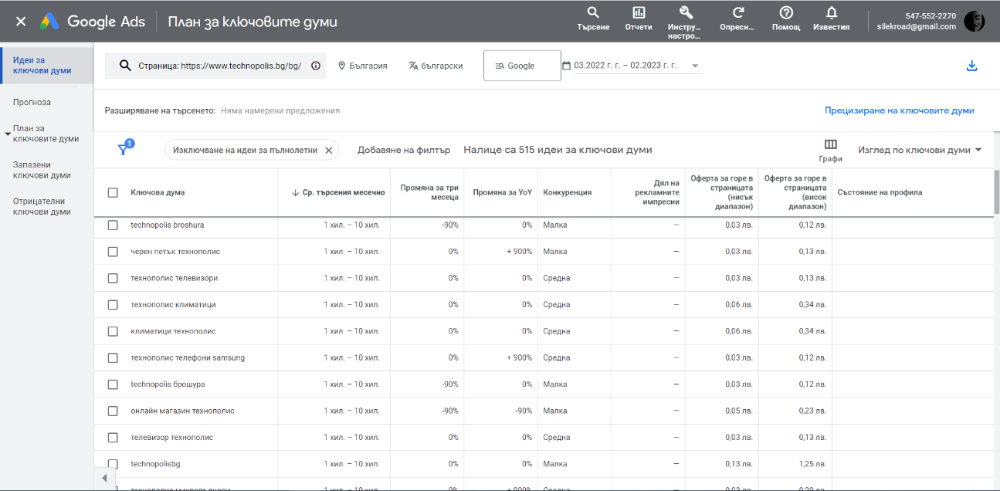 Google Ads
План за ключовите думи
Търсене
Отчети
Инстру...
настро...
Опресн...
Помощ
Известия
547-552-2270
silekroad@gmail.com
Идеи за
ключови думи
Прогноза
План за
ключовите думи
Запазени
ключови думи
Отрицателни
ключови думи
Страница: https://www.technopolis.bg/bg/
България
български
Google
03.2022 г. г. – 02.2023 г. г.
Разширяване на търсенето: Няма намерени предложения
Прецизиране на ключовите думи
1
Изключване на идеи за пълнолетни
Добавяне на филтър
Налице са 515 идеи за ключови думи
Графи
Изглед по ключови думи
Ключова дума
Ср. търсения месечно
Промяна за три
месеца
Промяна за YoY
Конкуренция
Дял на
рекламните
импресии
Оферта за горе в
страницата
(нисък
диапазон)
Оферта за горе в
страницата
(висок
диапазон)
Състояние на профила
technopolis broshura 1 хил. – 10 хил. -90% 0% Малка – 0,03 лв. 0,12 лв.
черен петък технополис 1 хил. – 10 хил. 0% + 900% Малка – 0,03 лв. 0,13 лв.
технополис телевизори 1 хил. – 10 хил. 0% 0% Средна – 0,03 лв. 0,13 лв.
технополис климатици 1 хил. – 10 хил. 0% 0% Средна – 0,06 лв. 0,34 лв.
климатици технополис 1 хил. – 10 хил. 0% 0% Средна – 0,06 лв. 0,34 лв.
технополис телефони samsung 1 хил. – 10 хил. 0% + 900% Средна – 0,03 лв. 0,12 лв.
technopolis брошура 1 хил. – 10 хил. -90% 0% Малка – 0,03 лв. 0,12 лв.
онлайн магазин технополис 1 хил. – 10 хил. -90% -90% Малка – 0,05 лв. 0,23 лв.
телевизор технополис 1 хил. – 10 хил. 0% 0% Средна – 0,03 лв. 0,13 лв.
technopolisbg 1 хил. – 10 хил. 0% 0% Малка – 0,13 лв. 1,25 лв.